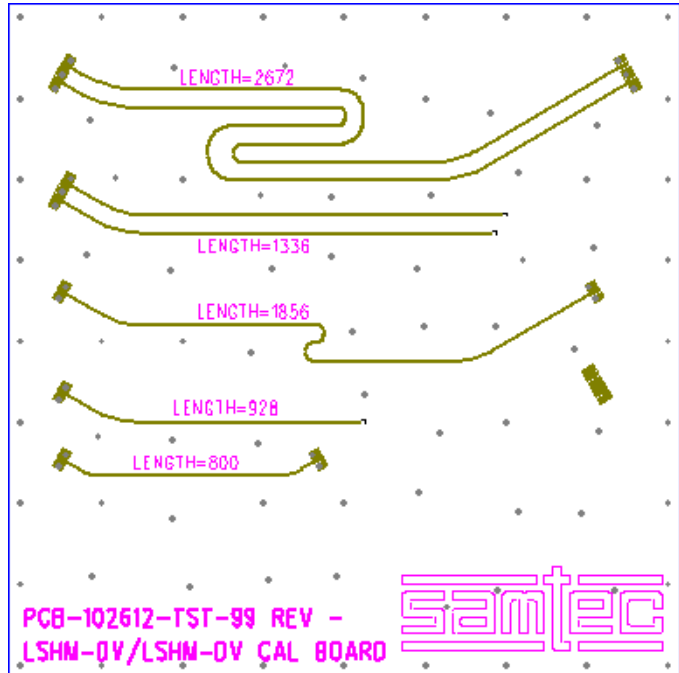 LENGTH=2672
LENGTH=1336
LENGTH=1856
LENGTH=928
LENGTH=800
samtec
PCB-102612-TST-99 REV -
LSHM-DV/LSHM-DV CAL BOARD